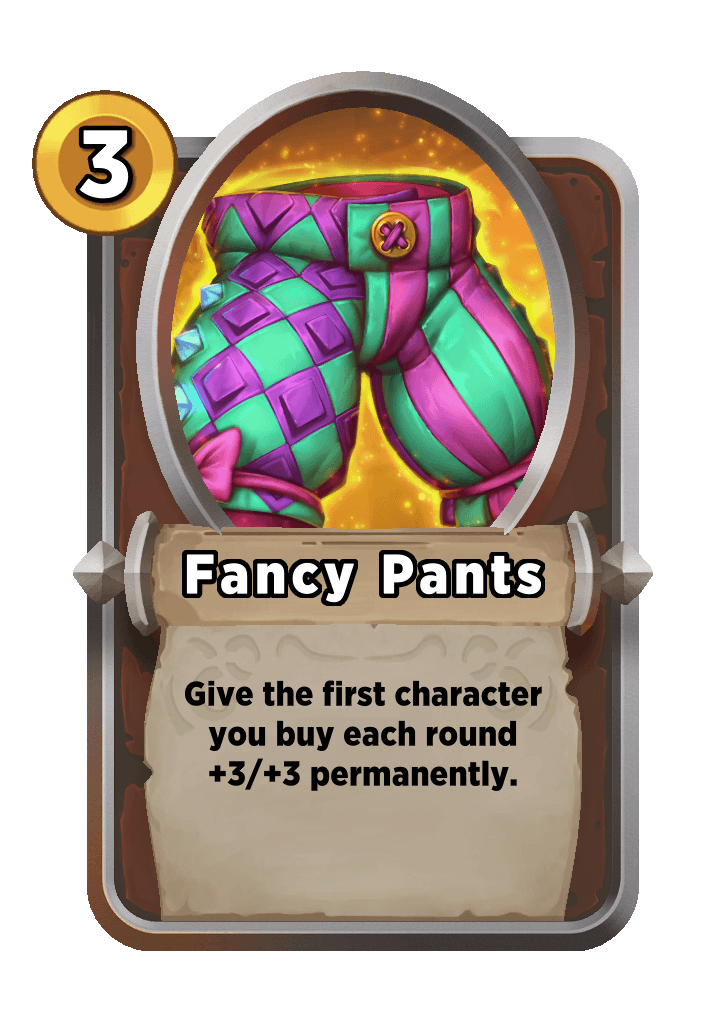 3
Fancy Pants
Give the first character
you buy each round
+3/+3 permanently.